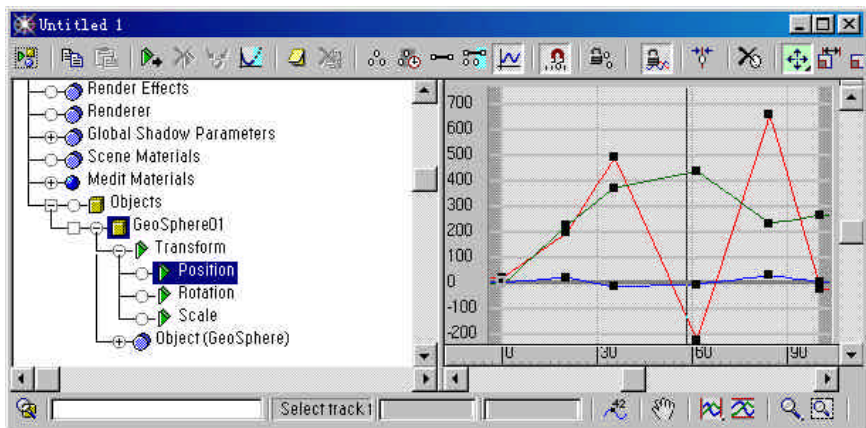 Untitled 1
42
Render Effects
Renderer
Global Shadow Parameters
Scene Materials
Medit Materials
Objects
GeoSphere01
Transform
Position
Rotation
Scale
Object (GeoSphere)
700
600
500
400
300
200
100
0
-100
-200
0 30 60 90
Select track t